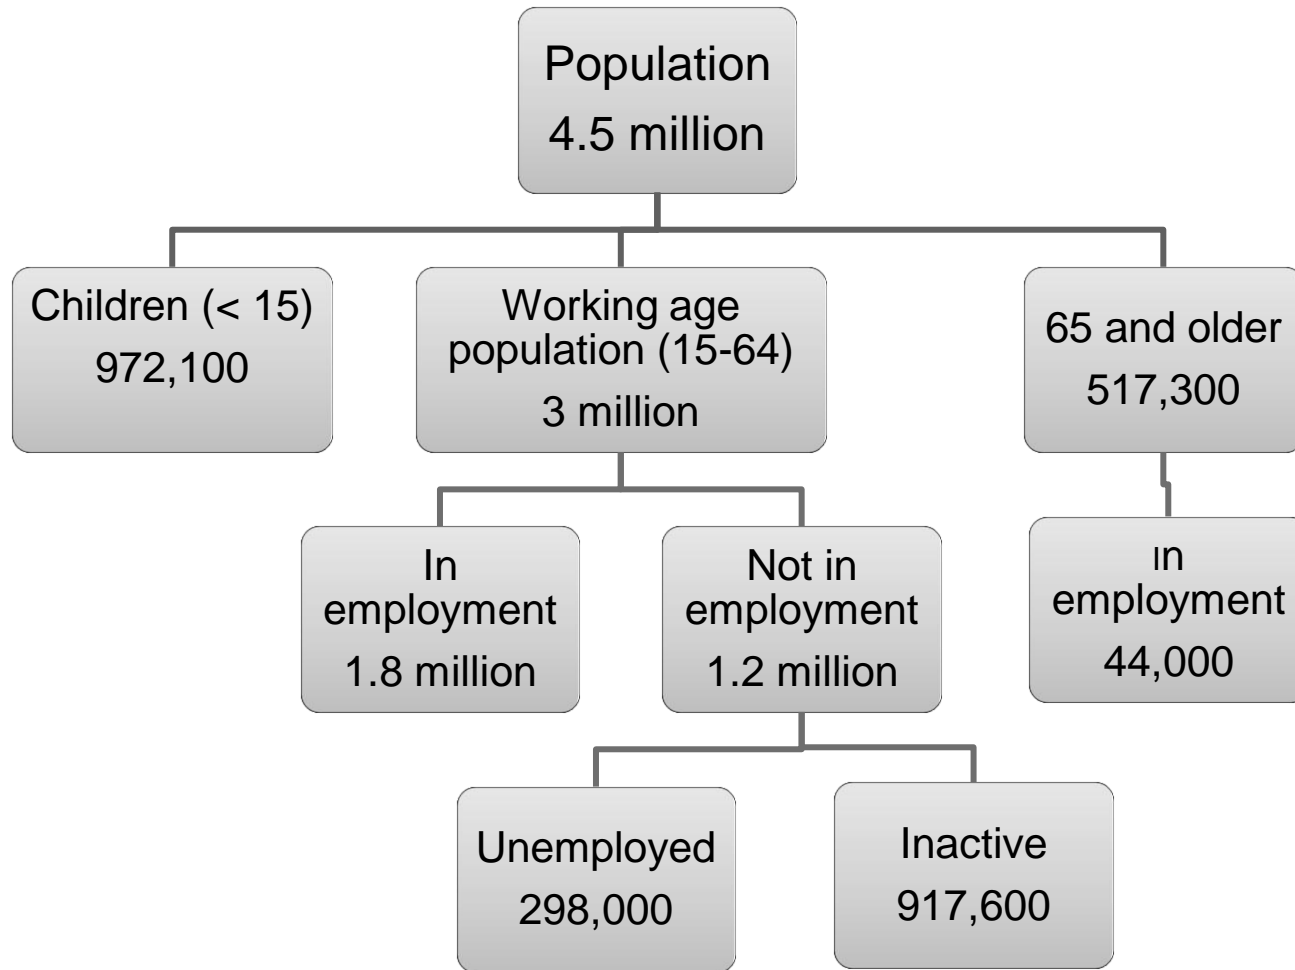 Population
4.5 million
Children (< 15)
972,100
Working age
population (15-64)
3 million
65 and older
517,300
In
employment
1.8 million
Not in
employment
1.2 million
In
employment
44,000
Unemployed
298,000
Inactive
917,600